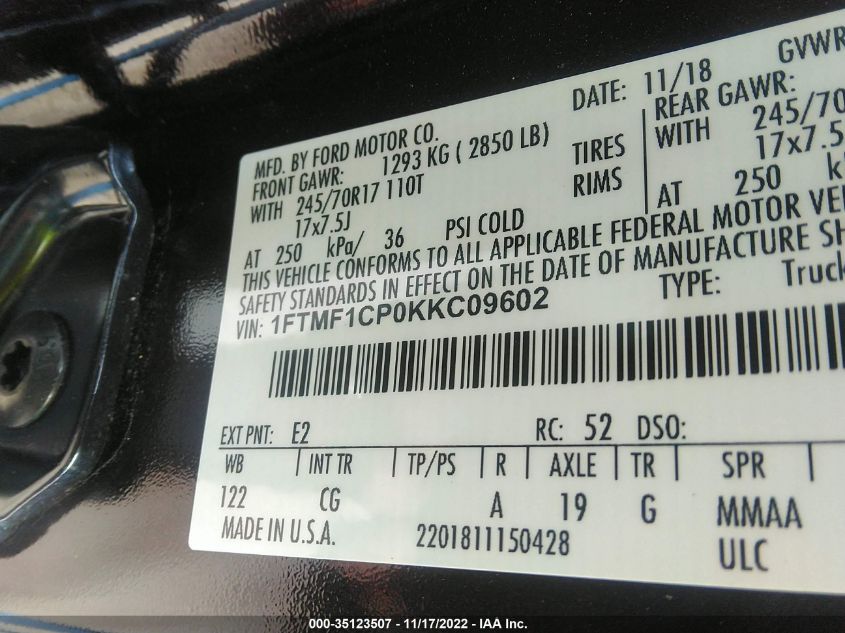 DATE: 11/18 GVWR
MFD. BY FORD MOTOR CO.
FRONT GAWR: 1293 KG ( 2850 LB) REAR GAWR:
WITH 245/70R17 110T TIRES WITH 245/70
17x7.5J RIMS 17x7.5
AT 250 kPa/ 36 PSI COLD AT 250
THIS VEHICLE CONFORMS TO ALL APPLICABLE FEDERAL MOTOR VE
SAFETY STANDARDS IN EFFECT ON THE DATE OF MANUFACTURE SH
VIN: 1FTMF1CP0KKC09602 TYPE: Truck
EXT PNT: E2 RC: 52 DSO:
WB INT TR TP/PS R AXLE TR SPR
122 CG A 19 G MMAA
MADE IN U.S.A. 2201811150428 ULC
000-35123507 - 11/17/2022 - IAA Inc.